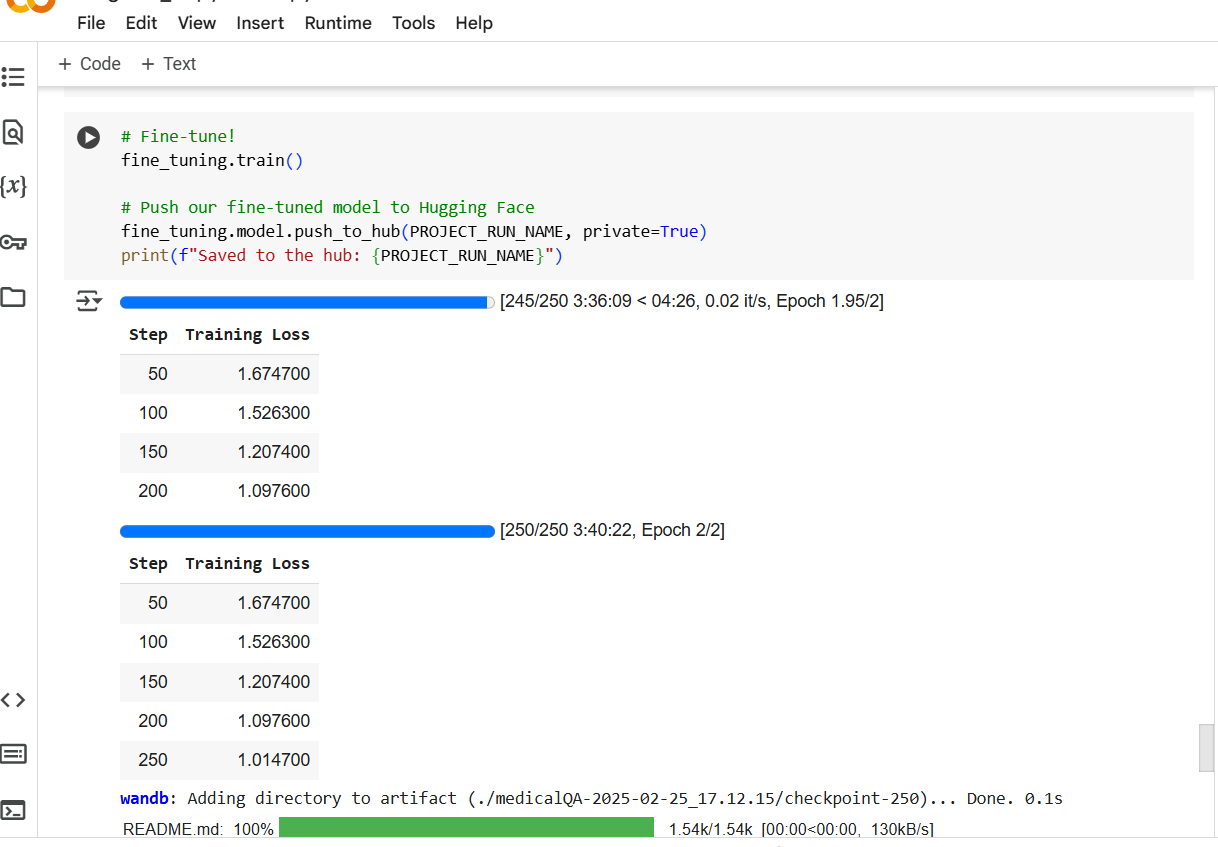 File Edit View Insert Runtime Tools Help
+ Code + Text
{x}
# Fine-tune!
fine_tuning.train()
# Push our fine-tuned model to Hugging Face
fine_tuning.model.push_to_hub(PROJECT_RUN_NAME, private=True)
print(f"Saved to the hub: {PROJECT_RUN_NAME}")
[245/250 3:36:09 < 04:26, 0.02 it/s, Epoch 1.95/2]
Step Training Loss
50 1.674700
100 1.526300
150 1.207400
200 1.097600
[250/250 3:40:22, Epoch 2/2]
Step Training Loss
50 1.674700
100 1.526300
150 1.207400
200 1.097600
250 1.014700
wandb: Adding directory to artifact (./medicalQA-2025-02-25_17.12.15/checkpoint-250)... Done. 0.1s
README.md: 100% 1.54k/1.54k [00:00<00:00, 130kB/s]